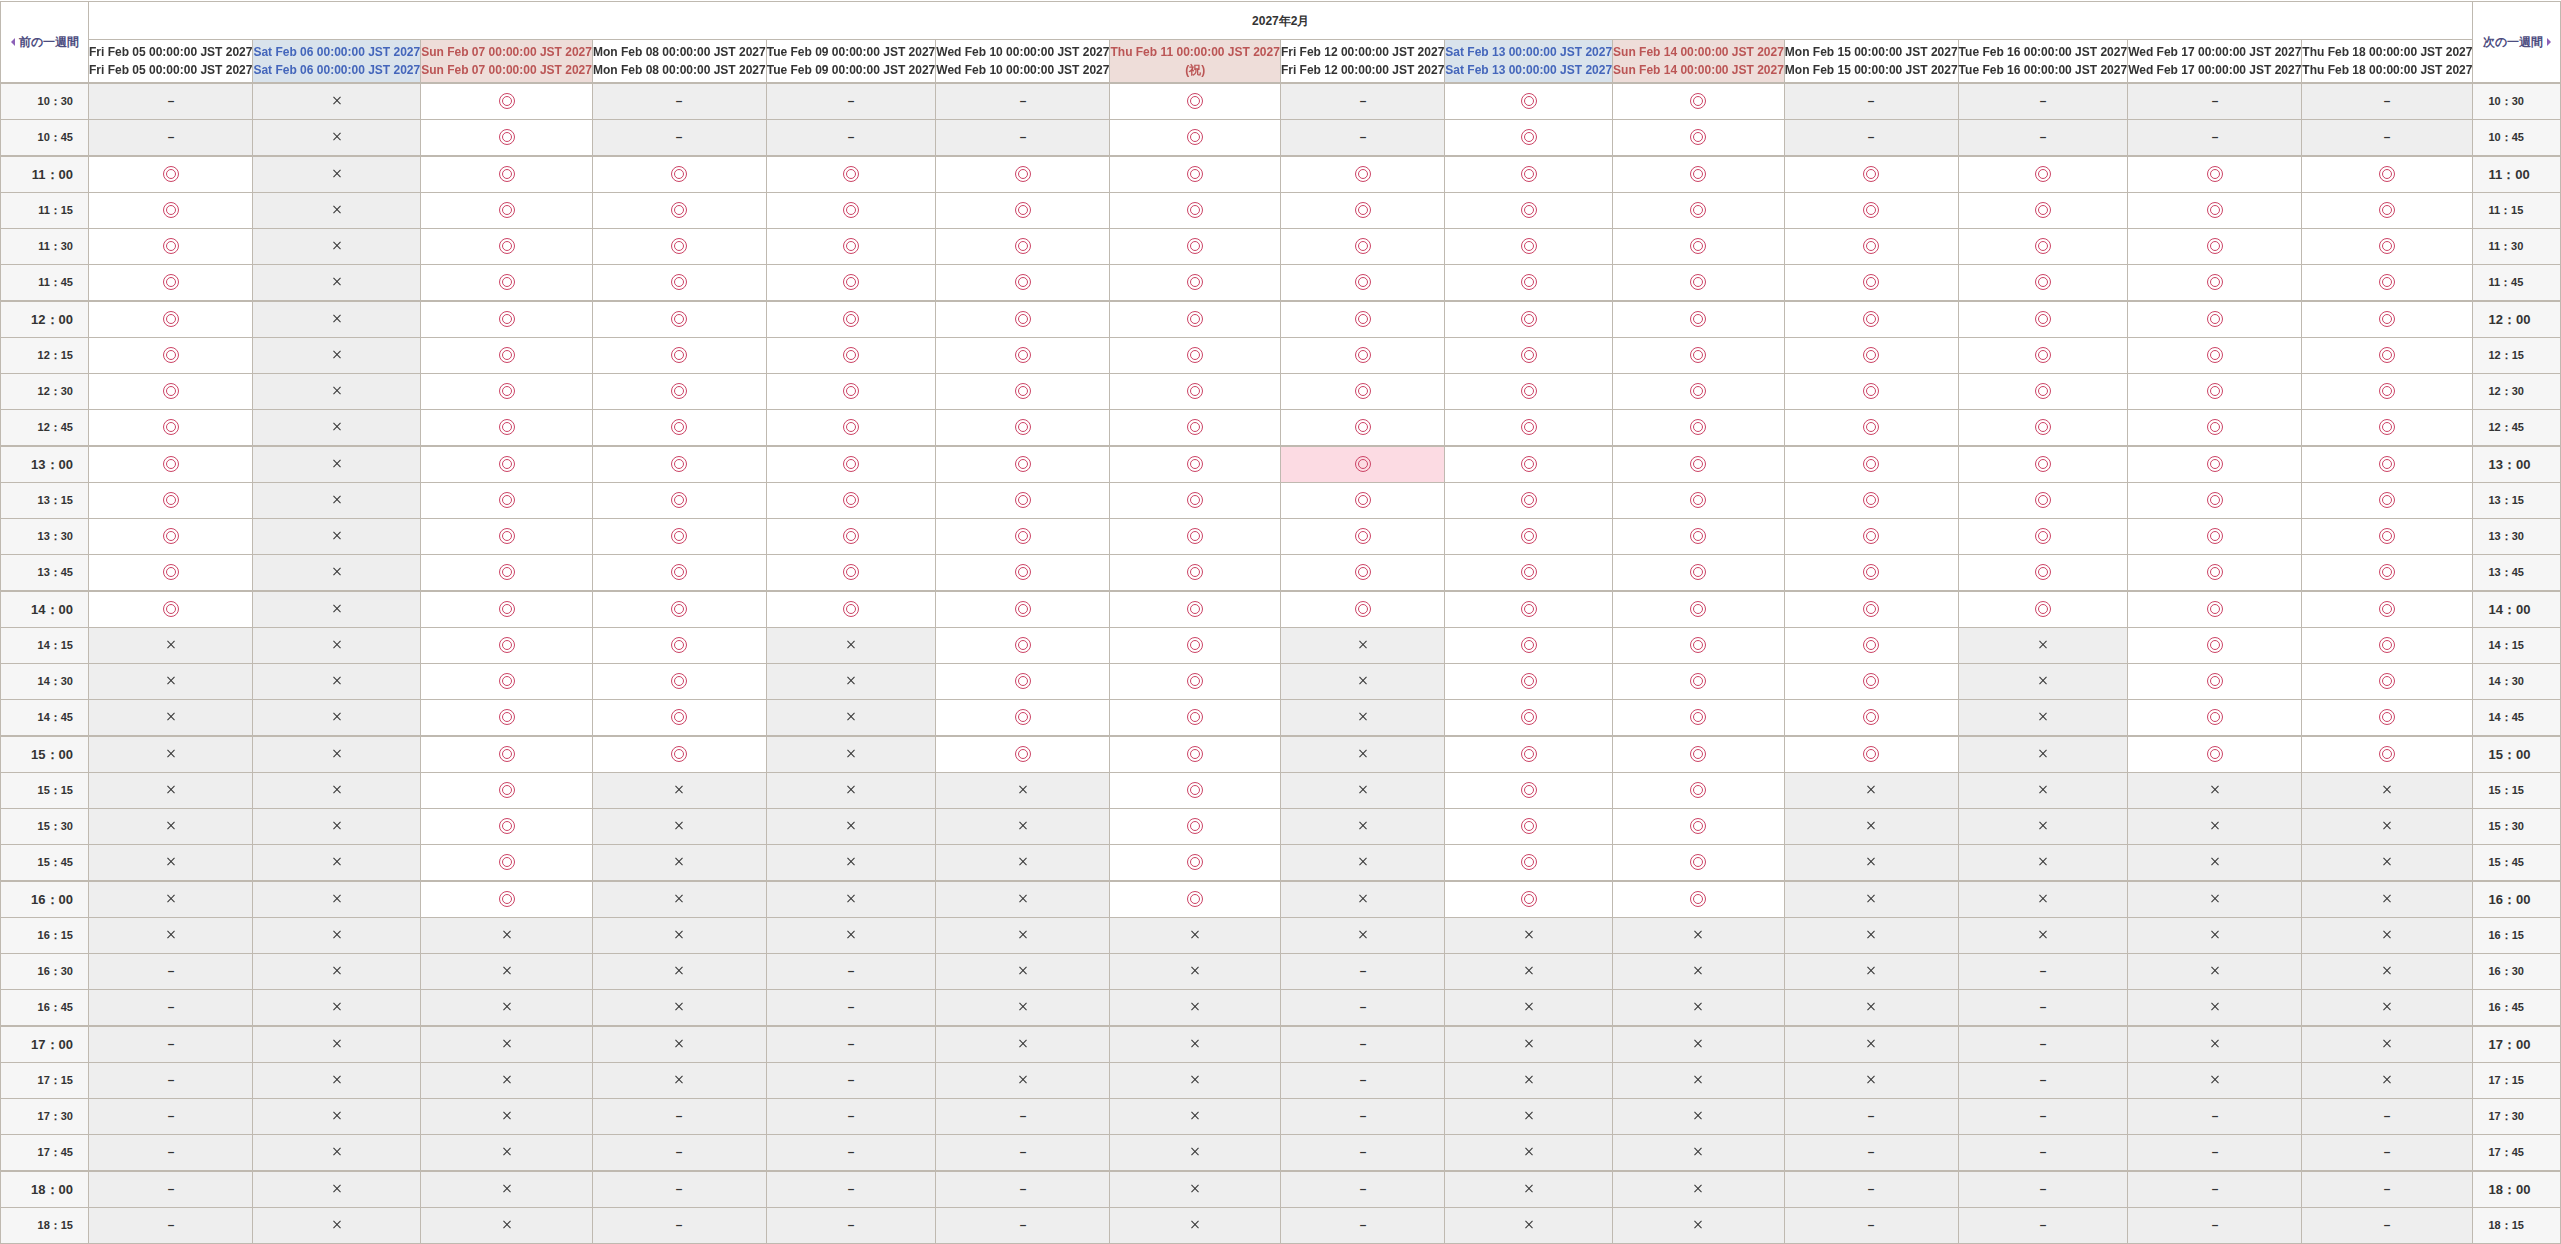 2027年2月
前の一週間
次の一週間
Fri Feb 05 00:00:00 JST 2027 Sat Feb 06 00:00:00 JST 2027 Sun Feb 07 00:00:00 JST 2027 Mon Feb 08 00:00:00 JST 2027 Tue Feb 09 00:00:00 JST 2027 Wed Feb 10 00:00:00 JST 2027 Thu Feb 11 00:00:00 JST 2027 Fri Feb 12 00:00:00 JST 2027 Sat Feb 13 00:00:00 JST 2027 Sun Feb 14 00:00:00 JST 2027 Mon Feb 15 00:00:00 JST 2027 Tue Feb 16 00:00:00 JST 2027 Wed Feb 17 00:00:00 JST 2027 Thu Feb 18 00:00:00 JST 2027
Fri Feb 05 00:00:00 JST 2027 Sat Feb 06 00:00:00 JST 2027 Sun Feb 07 00:00:00 JST 2027 Mon Feb 08 00:00:00 JST 2027 Tue Feb 09 00:00:00 JST 2027 Wed Feb 10 00:00:00 JST 2027 (祝) Fri Feb 12 00:00:00 JST 2027 Sat Feb 13 00:00:00 JST 2027 Sun Feb 14 00:00:00 JST 2027 Mon Feb 15 00:00:00 JST 2027 Tue Feb 16 00:00:00 JST 2027 Wed Feb 17 00:00:00 JST 2027 Thu Feb 18 00:00:00 JST 2027
10：30 – × ◎ – – – ◎ – ◎ ◎ – – – – 10：30
10：45 – × ◎ – – – ◎ – ◎ ◎ – – – – 10：45
11：00 ◎ × ◎ ◎ ◎ ◎ ◎ ◎ ◎ ◎ ◎ ◎ ◎ ◎ 11：00
11：15 ◎ × ◎ ◎ ◎ ◎ ◎ ◎ ◎ ◎ ◎ ◎ ◎ ◎ 11：15
11：30 ◎ × ◎ ◎ ◎ ◎ ◎ ◎ ◎ ◎ ◎ ◎ ◎ ◎ 11：30
11：45 ◎ × ◎ ◎ ◎ ◎ ◎ ◎ ◎ ◎ ◎ ◎ ◎ ◎ 11：45
12：00 ◎ × ◎ ◎ ◎ ◎ ◎ ◎ ◎ ◎ ◎ ◎ ◎ ◎ 12：00
12：15 ◎ × ◎ ◎ ◎ ◎ ◎ ◎ ◎ ◎ ◎ ◎ ◎ ◎ 12：15
12：30 ◎ × ◎ ◎ ◎ ◎ ◎ ◎ ◎ ◎ ◎ ◎ ◎ ◎ 12：30
12：45 ◎ × ◎ ◎ ◎ ◎ ◎ ◎ ◎ ◎ ◎ ◎ ◎ ◎ 12：45
13：00 ◎ × ◎ ◎ ◎ ◎ ◎ ◎ ◎ ◎ ◎ ◎ ◎ ◎ 13：00
13：15 ◎ × ◎ ◎ ◎ ◎ ◎ ◎ ◎ ◎ ◎ ◎ ◎ ◎ 13：15
13：30 ◎ × ◎ ◎ ◎ ◎ ◎ ◎ ◎ ◎ ◎ ◎ ◎ ◎ 13：30
13：45 ◎ × ◎ ◎ ◎ ◎ ◎ ◎ ◎ ◎ ◎ ◎ ◎ ◎ 13：45
14：00 ◎ × ◎ ◎ ◎ ◎ ◎ ◎ ◎ ◎ ◎ ◎ ◎ ◎ 14：00
14：15 × × ◎ ◎ × ◎ ◎ × ◎ ◎ ◎ × ◎ ◎ 14：15
14：30 × × ◎ ◎ × ◎ ◎ × ◎ ◎ ◎ × ◎ ◎ 14：30
14：45 × × ◎ ◎ × ◎ ◎ × ◎ ◎ ◎ × ◎ ◎ 14：45
15：00 × × ◎ ◎ × ◎ ◎ × ◎ ◎ ◎ × ◎ ◎ 15：00
15：15 × × ◎ × × × ◎ × ◎ ◎ × × × × 15：15
15：30 × × ◎ × × × ◎ × ◎ ◎ × × × × 15：30
15：45 × × ◎ × × × ◎ × ◎ ◎ × × × × 15：45
16：00 × × ◎ × × × ◎ × ◎ ◎ × × × × 16：00
16：15 × × × × × × × × × × × × × × 16：15
16：30 – × × × – × × – × × × – × × 16：30
16：45 – × × × – × × – × × × – × × 16：45
17：00 – × × × – × × – × × × – × × 17：00
17：15 – × × × – × × – × × × – × × 17：15
17：30 – × × – – – × – × × – – – – 17：30
17：45 – × × – – – × – × × – – – – 17：45
18：00 – × × – – – × – × × – – – – 18：00
18：15 – × × – – – × – × × – – – – 18：15